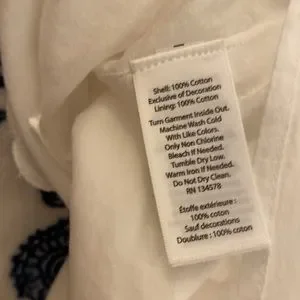 Shell: 100% Cotton
Exclusive of Decoration
Lining: 100% Cotton
Turn Garment Inside Out.
Machine Wash Cold
With Like Colors.
Only Non Chlorine
Bleach If Needed.
Tumble Dry Low.
Warm Iron If Needed.
Do Not Dry Clean.
RN 134578
Étoffe extérieure :
100% coton
Sauf decorations
Doublure : 100% coton